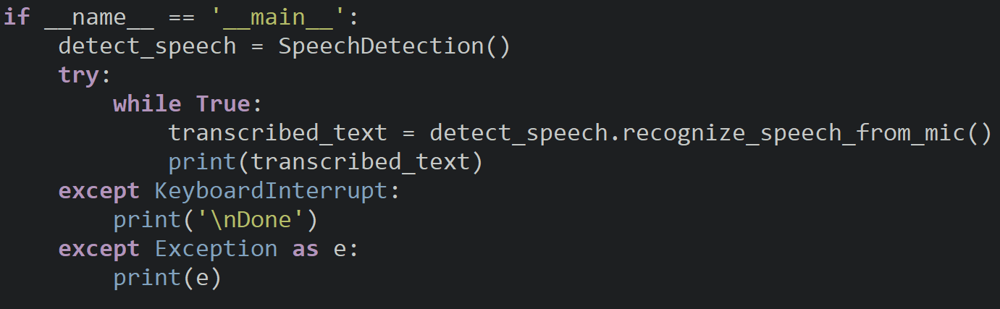 if __name__ == '__main__':
    detect_speech = SpeechDetection()
    try:
        while True:
            transcribed_text = detect_speech.recognize_speech_from_mic()
            print(transcribed_text)
    except KeyboardInterrupt:
        print('\nDone')
    except Exception as e:
        print(e)